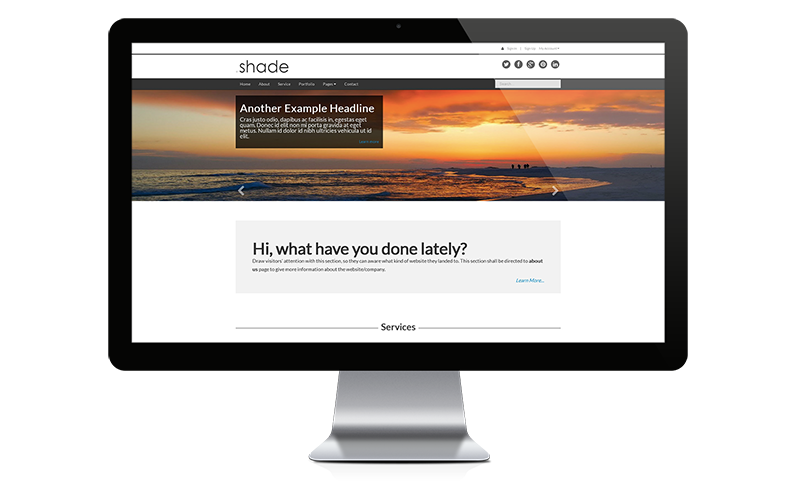 Sign in | Sign up My account
.shade
Home About Service Portfolio Pages Contact
Search
Another Example Headline
Cras justo odio, dapibus ac facilisis in, egestas eget
quam. Donec id elit non mi porta gravida at eget
metus. Nullam id dolor id nibh ultricies vehicula ut id
elit.
Learn more
Hi, what have you done lately?
Draw visitors' attention with this section, so they can aware what kind of website they landed to. This section shall be directed to about
us page to give more information about the website/company.
Learn More...
Services